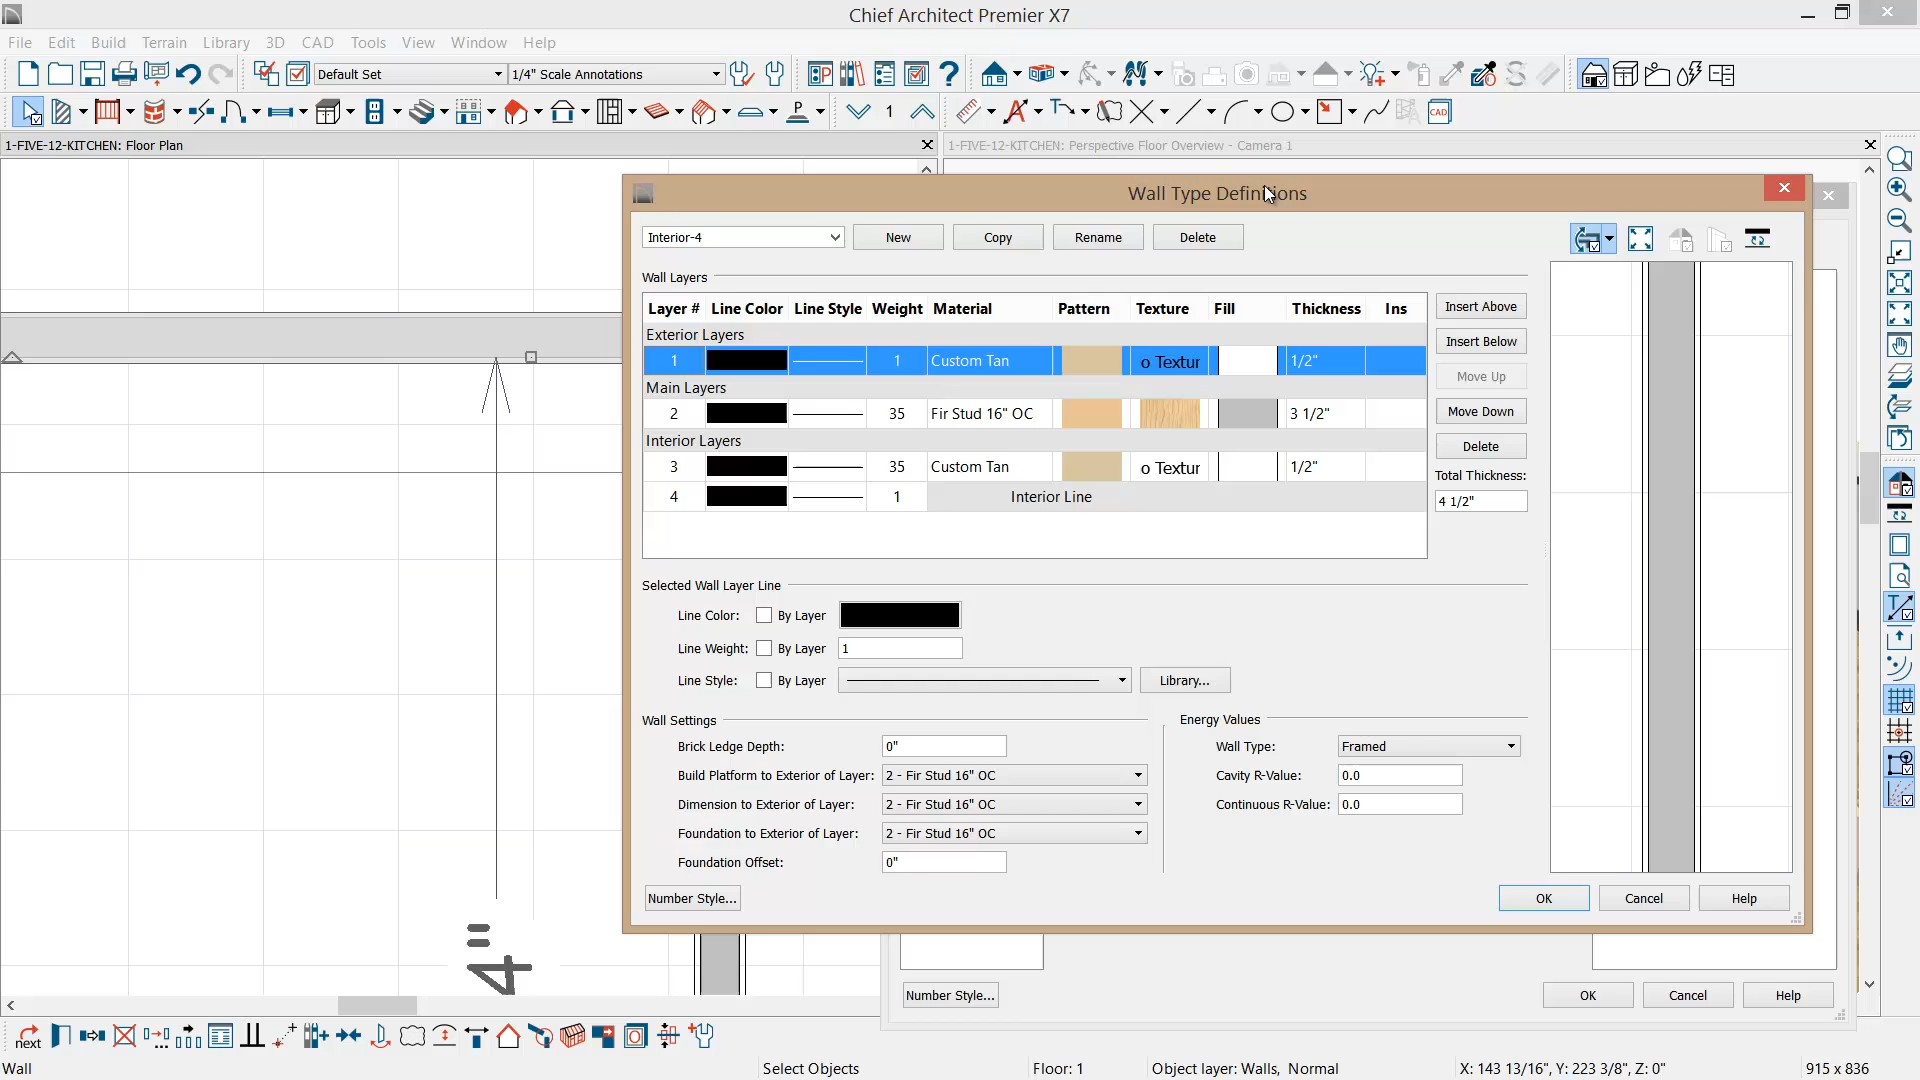 Chief Architect Premier X7
File Edit Build Terrain Library 3D CAD Tools View Window Help
Default Set 1/4" Scale Annotations
1 CAD
1-FIVE-12-KITCHEN: Floor Plan
1-FIVE-12-KITCHEN: Perspective Floor Overview - Camera 1
Wall Type Definitions
Interior-4 New Copy Rename Delete
Wall Layers
Layer # Line Color Line Style Weight Material Pattern Texture Fill Thickness Ins
Exterior Layers
1 1 Custom Tan o Textur 1/2"
Main Layers
2 35 Fir Stud 16" OC 3 1/2"
Interior Layers
3 35 Custom Tan o Textur 1/2"
4 1 Interior Line
Insert Above
Insert Below
Move Up
Move Down
Delete
Total Thickness:
4 1/2"
Selected Wall Layer Line
Line Color: By Layer
Line Weight: By Layer 1
Line Style: By Layer Library...
Wall Settings
Brick Ledge Depth: 0"
Build Platform to Exterior of Layer: 2 - Fir Stud 16" OC
Dimension to Exterior of Layer: 2 - Fir Stud 16" OC
Foundation to Exterior of Layer: 2 - Fir Stud 16" OC
Foundation Offset: 0"
Energy Values
Wall Type: Framed
Cavity R-Value: 0.0
Continuous R-Value: 0.0
Number Style... OK Cancel Help
4"
Number Style... OK Cancel Help
next
Wall Select Objects Floor: 1 Object layer: Walls, Normal X: 143 13/16", Y: 223 3/8", Z: 0" 915 x 836